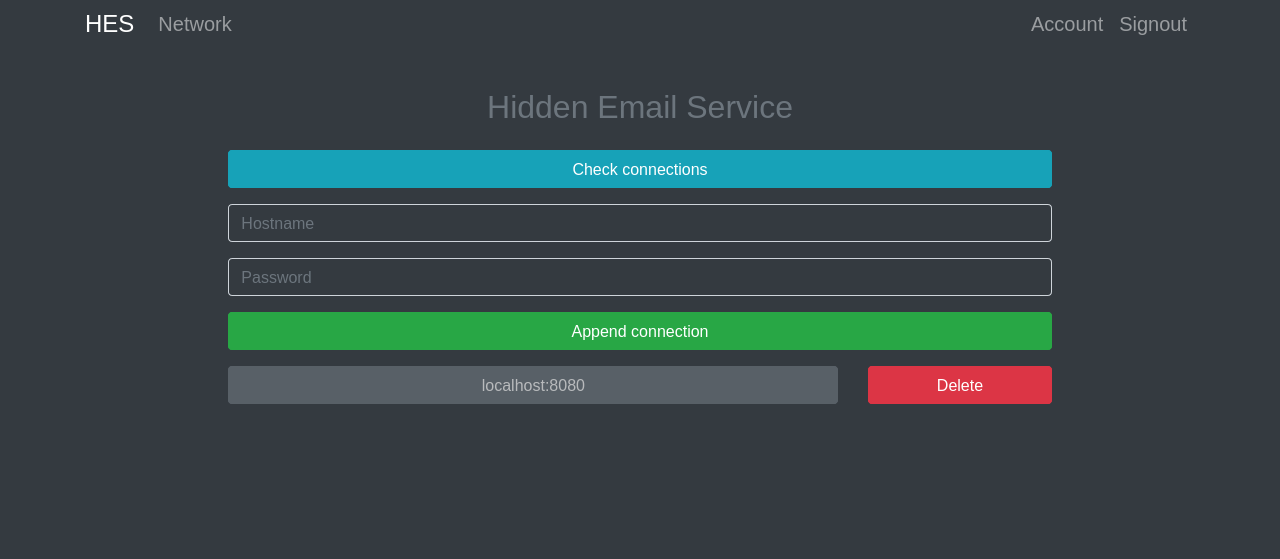 HES Network Account Signout
Hidden Email Service
Check connections
Hostname
Password
Append connection
localhost:8080 Delete